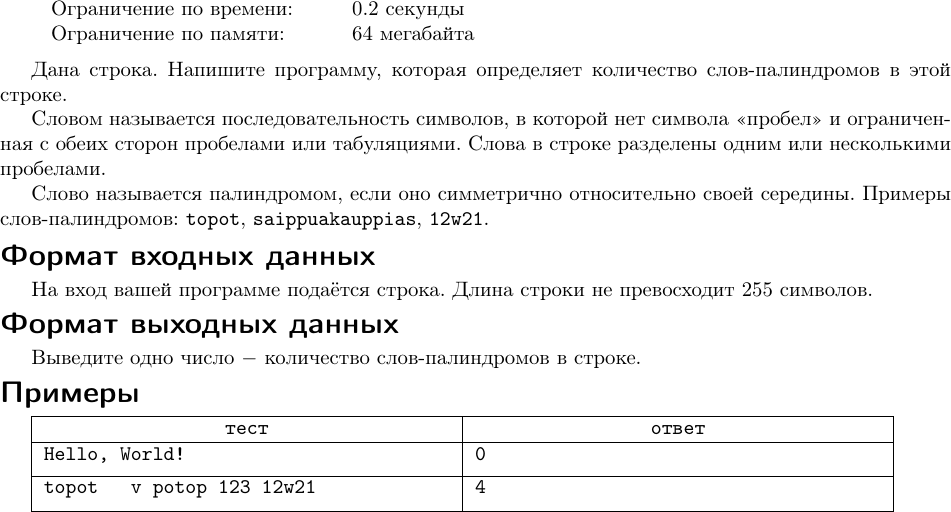 Ограничение по времени: 0.2 секунды
Ограничение по памяти: 64 мегабайта
Дана строка. Напишите программу, которая определяет количество слов-палиндромов в этой
строке.
Словом называется последовательность символов, в которой нет символа «пробел» и ограничен-
ная с обеих сторон пробелами или табуляциями. Слова в строке разделены одним или несколькими
пробелами.
Слово называется палиндромом, если оно симметрично относительно своей середины. Примеры
слов-палиндромов: topot, saippuakauppias, 12w21.
Формат входных данных
На вход вашей программе подаётся строка. Длина строки не превосходит 255 символов.
Формат выходных данных
Выведите одно число – количество слов-палиндромов в строке.
Примеры
тест ответ
Hello, World! 0
topot   v potop 123 12w21 4